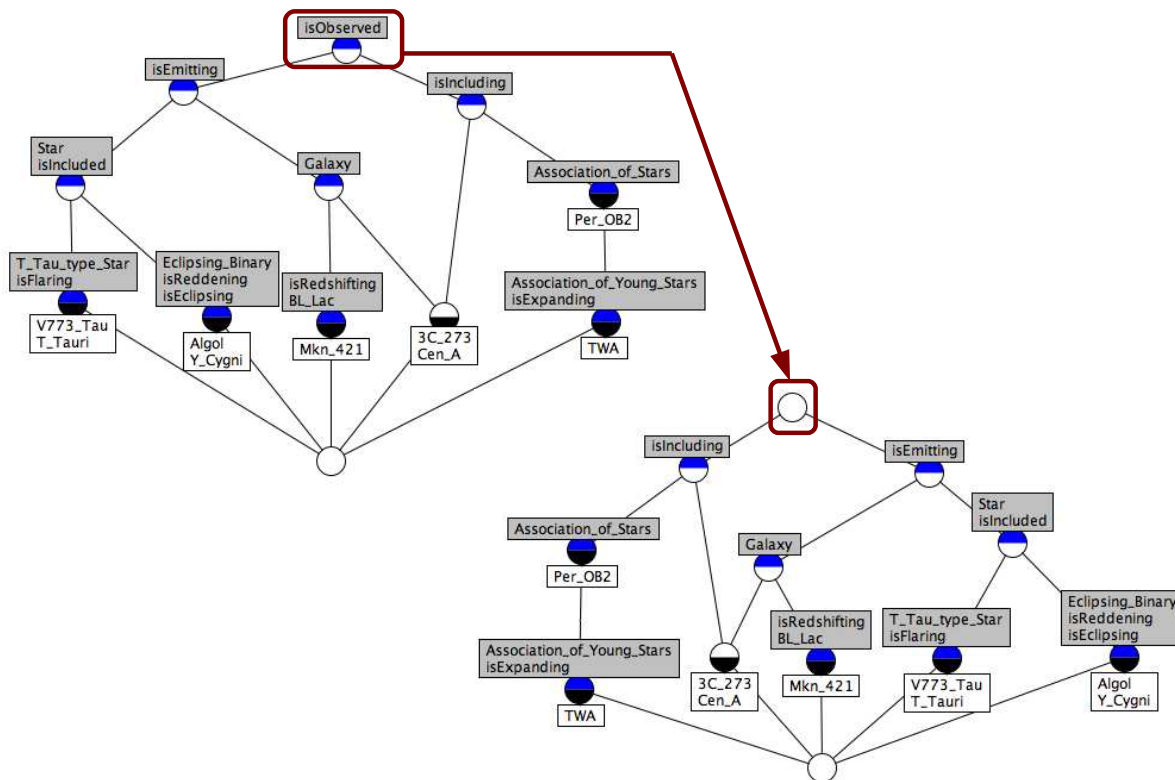 isObserved
isEmitting
isIncluding
Star
isIncluded
Galaxy
Association_of_Stars
Per_OB2
T_Tau_type_Star
isFlaring
Eclipsing_Binary
isReddening
isEclipsing
isRedshifting
BL_Lac
Association_of_Young_Stars
isExpanding
V773_Tau
T_Tauri
Algol
Y_Cygni
Mkn_421
3C_273
Cen_A
TWA
isIncluding
isEmitting
Association_of_Stars
Per_OB2
Galaxy
Star
isIncluded
Association_of_Young_Stars
isExpanding
isRedshifting
BL_Lac
T_Tau_type_Star
isFlaring
Eclipsing_Binary
isReddening
isEclipsing
TWA
3C_273
Cen_A
Mkn_421
V773_Tau
T_Tauri
Algol
Y_Cygni